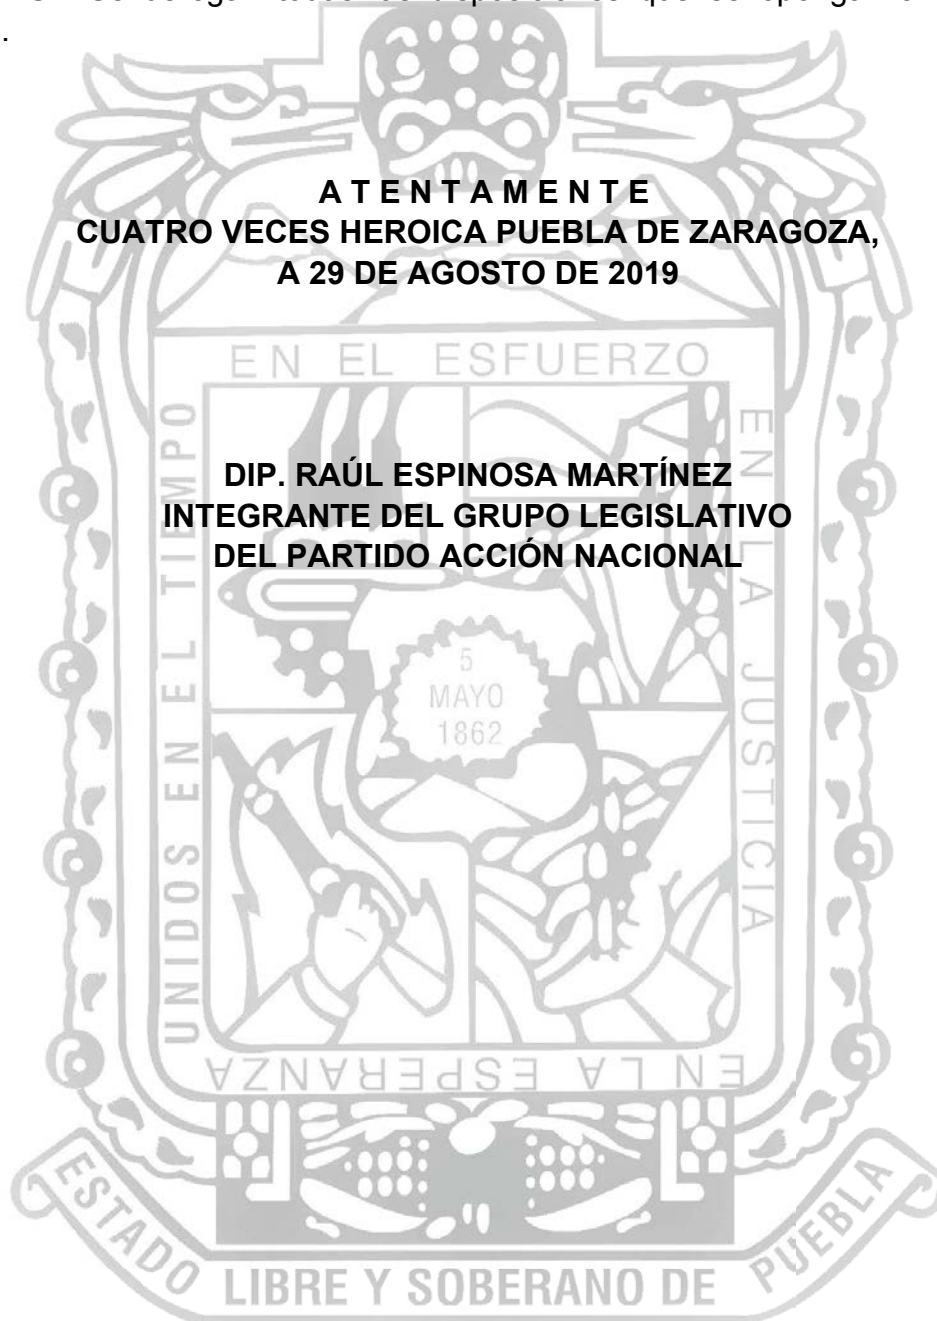 A T E N T A M E N T E
CUATRO VECES HEROICA PUEBLA DE ZARAGOZA,
A 29 DE AGOSTO DE 2019
EN EL ESFUERZO
DIP. RAÚL ESPINOSA MARTÍNEZ
INTEGRANTE DEL GRUPO LEGISLATIVO
DEL PARTIDO ACCIÓN NACIONAL
UNIDOS EN EL TIEMPO
EN LA JUSTICIA
5
MAYO
1862
EN LA ESPERANZA
ESTADO LIBRE Y SOBERANO DE PUEBLA